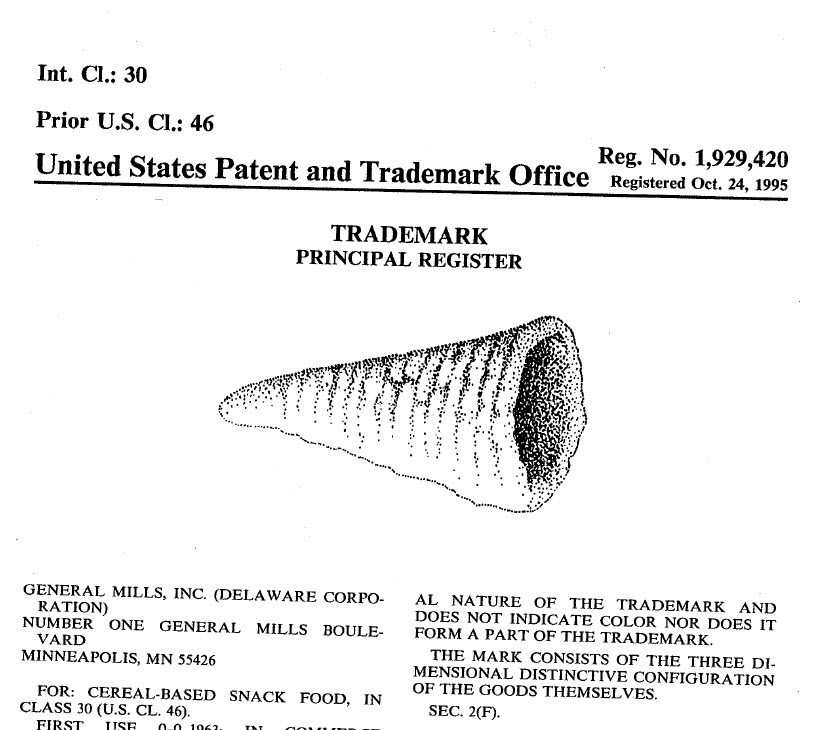 Int. Cl.: 30
Prior U.S. Cl.: 46
United States Patent and Trademark Office
Reg. No. 1,929,420
Registered Oct. 24, 1995
TRADEMARK
PRINCIPAL REGISTER
GENERAL MILLS, INC. (DELAWARE CORPO-
RATION)
NUMBER ONE GENERAL MILLS BOULE-
VARD
MINNEAPOLIS, MN 55426
FOR: CEREAL-BASED SNACK FOOD, IN
CLASS 30 (U.S. CL. 46).
FIRST USE 0-0-1963; IN COMMERCE
AL NATURE OF THE TRADEMARK AND
DOES NOT INDICATE COLOR NOR DOES IT
FORM A PART OF THE TRADEMARK.
THE MARK CONSISTS OF THE THREE DI-
MENSIONAL DISTINCTIVE CONFIGURATION
OF THE GOODS THEMSELVES.
SEC. 2(F).